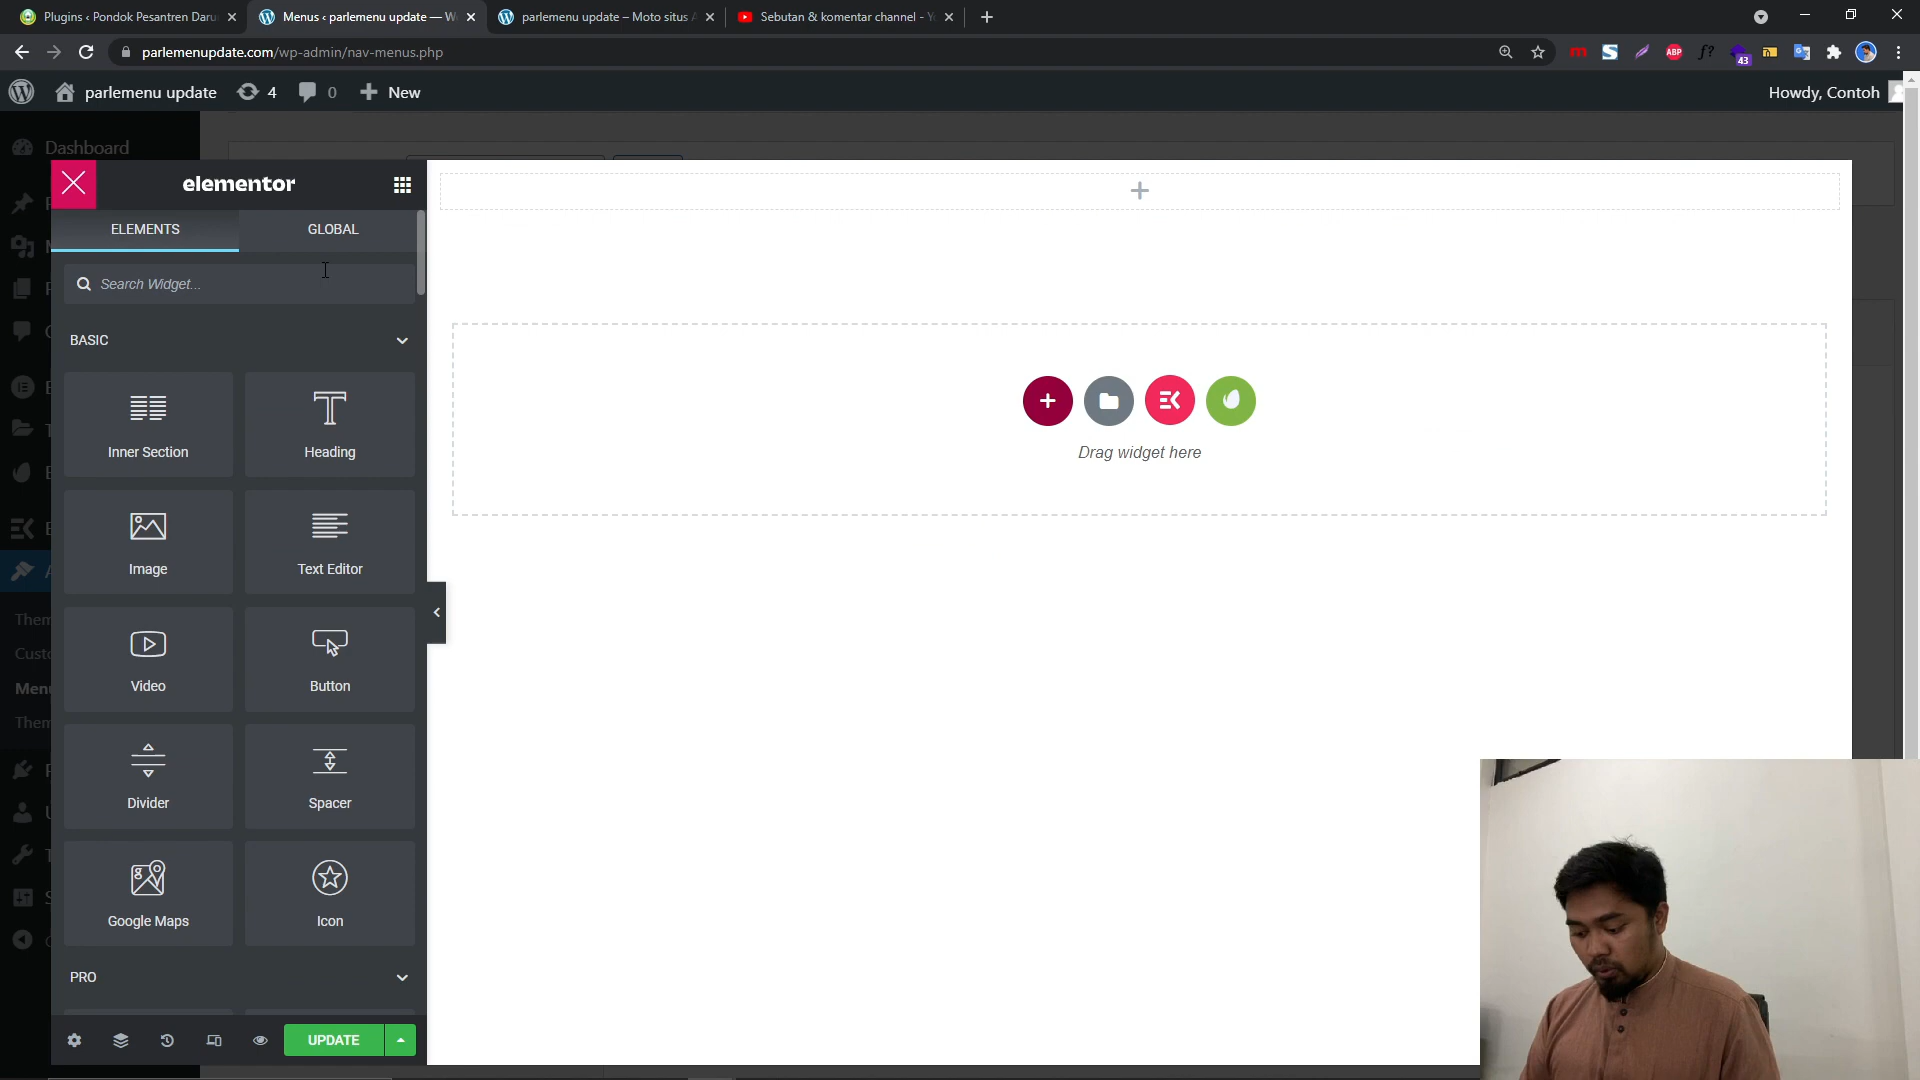 Plugins ‹ Pondok Pesantren Daru
Menus ‹ parlemenu update — W
parlemenu update – Moto situs
Sebutan & komentar channel - Y
parlemenupdate.com/wp-admin/nav-menus.php
ABP
f?
43
parlemenu update
4
0
New
Howdy, Contoh
Dashboard
elementor
ELEMENTS
GLOBAL
Search Widget...
BASIC
Inner Section
Heading
Image
Text Editor
Video
Button
Divider
Spacer
Google Maps
Icon
PRO
UPDATE
Drag widget here
Them
Custo
Menu
Them